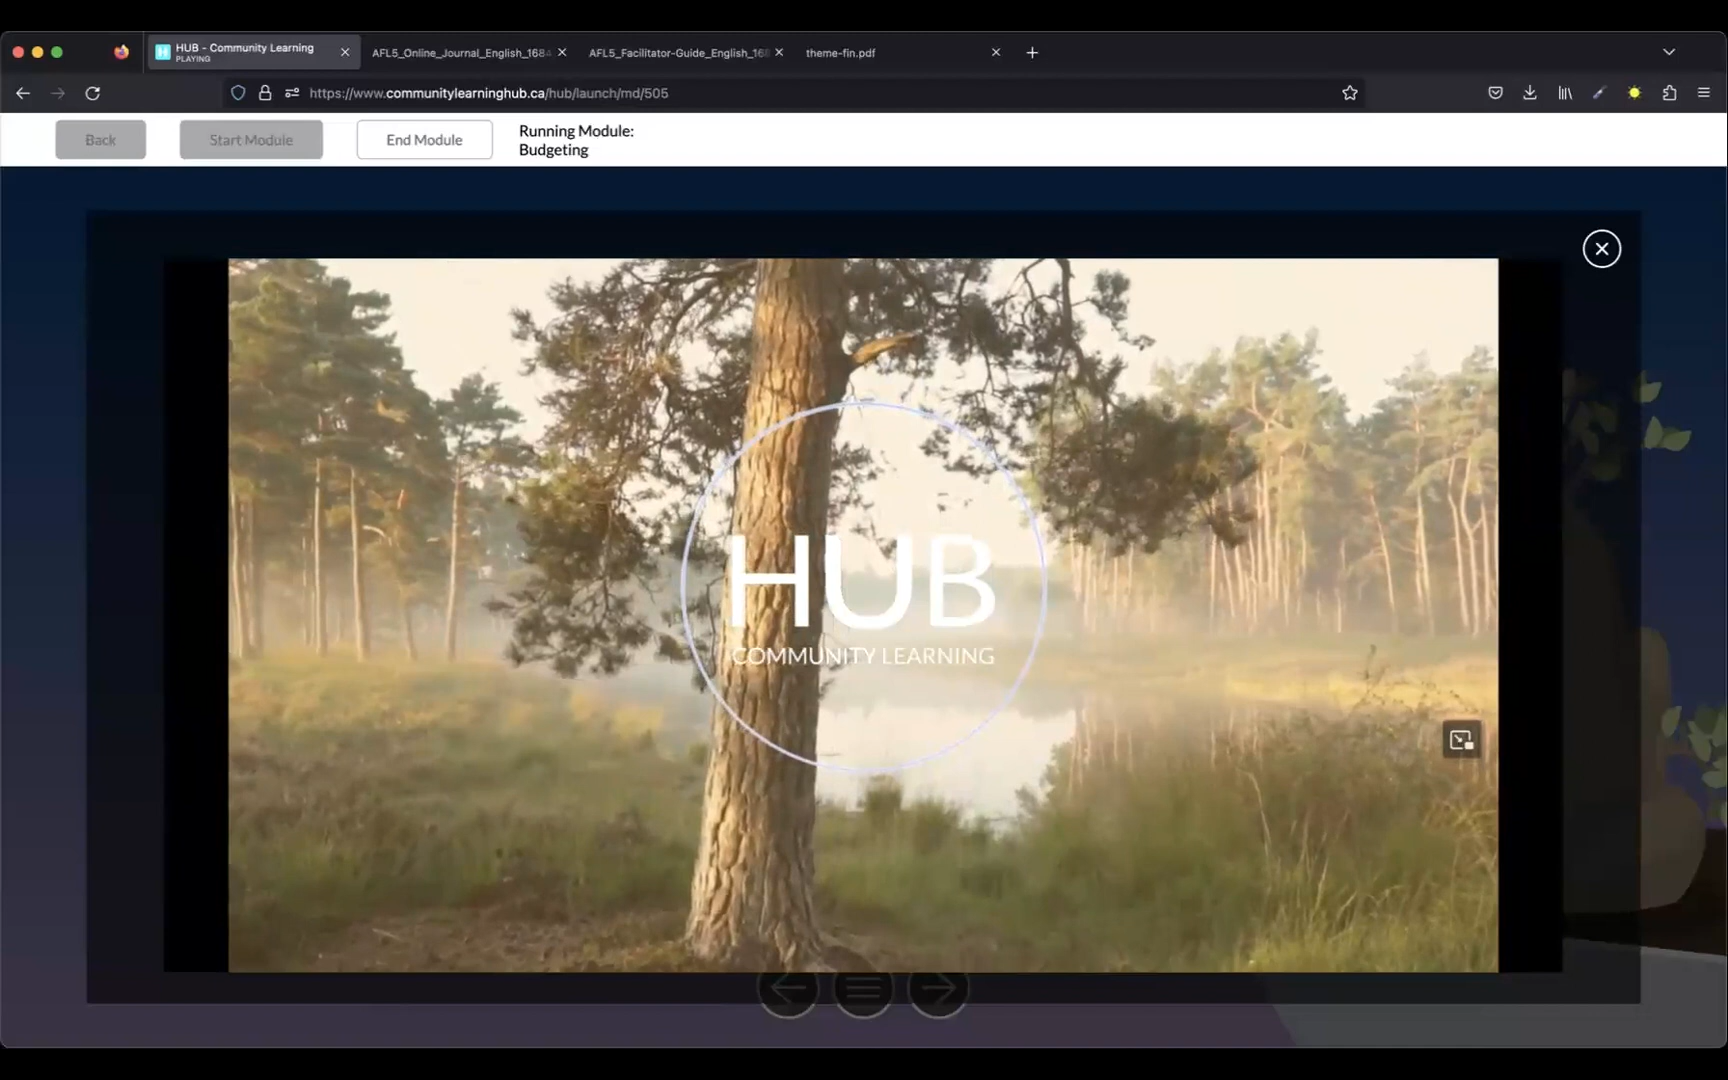 HUB - Community Learning
PLAYING
AFL5_Online_Journal_English_168
AFL5_Facilitator-Guide_English_16
theme-fin.pdf
https://www.communitylearninghub.ca/hub/launch/md/505
Back
Start Module
End Module
Running Module:
Budgeting
HUB
COMMUNITY LEARNING